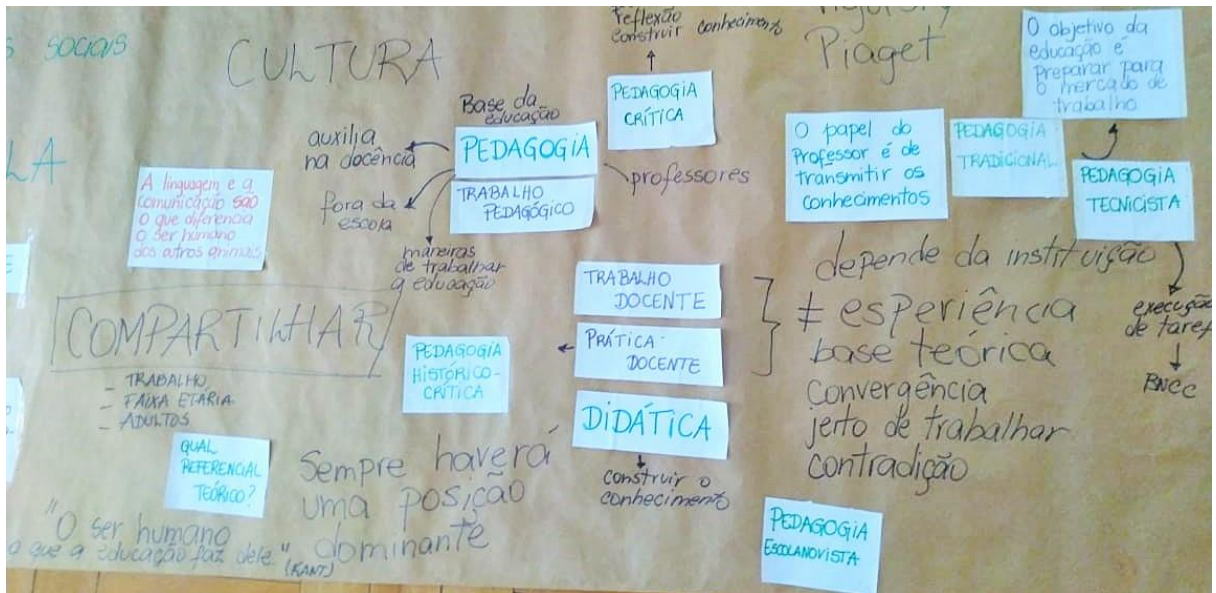 S SOCIAIS
LA
CULTURA
reflexão
construir conhecimento
PEDAGOGIA
CRÍTICA
Base da
educação
PEDAGOGIA
TRABALHO
PEDAGÓGICO
auxilia
na docência
fora da
escola
maneiras
de trabalhar
a educação
professores
A linguagem e a
comunicação são
o que diferencia
o ser humano
dos outros animais
COMPARTILHAR
- TRABALHO
- FAIXA ETÁRIA
- ADULTOS
QUAL
REFERENCIAL
TEÓRICO?
"O ser humano
o que a educação faz dele." (KANT)
Sempre haverá
uma posição
dominante
PEDAGOGIA
HISTÓRICO-
CRÍTICA
TRABALHO
DOCENTE
PRÁTICA
DOCENTE
DIDÁTICA
construir o
conhecimento
Piaget
O papel do
Professor é de
transmitir os
conhecimentos
PEDAGOGIA
TRADICIONAL
O objetivo da
educação é
preparar para
o mercado de
trabalho
PEDAGOGIA
TECNICISTA
execução
de taref
BNCC
depende da instituição
≠ esperiência
base teórica
convergência
jeito de trabalhar
contradição
PEDAGOGIA
ESCOLANOVISTA